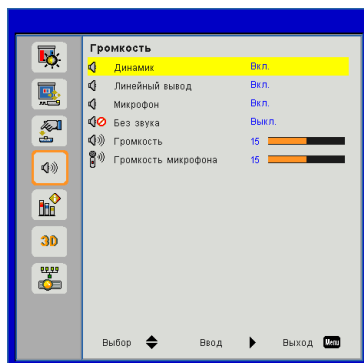 Громкость
Динамик Вкл.
Линейный вывод Вкл.
Микрофон Вкл.
Без звука Выкл.
Громкость 15
Громкость микрофона 15
3D
Выбор Ввод Выход Menu